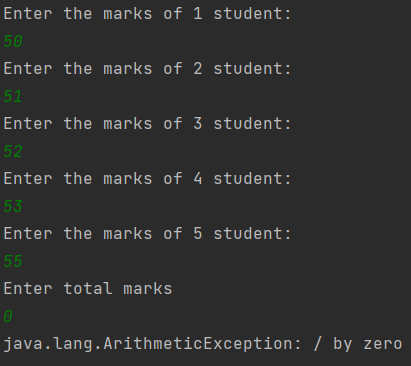 Enter the marks of 1 student:
50
Enter the marks of 2 student:
51
Enter the marks of 3 student:
52
Enter the marks of 4 student:
53
Enter the marks of 5 student:
55
Enter total marks
0
java.lang.ArithmeticException: / by zero